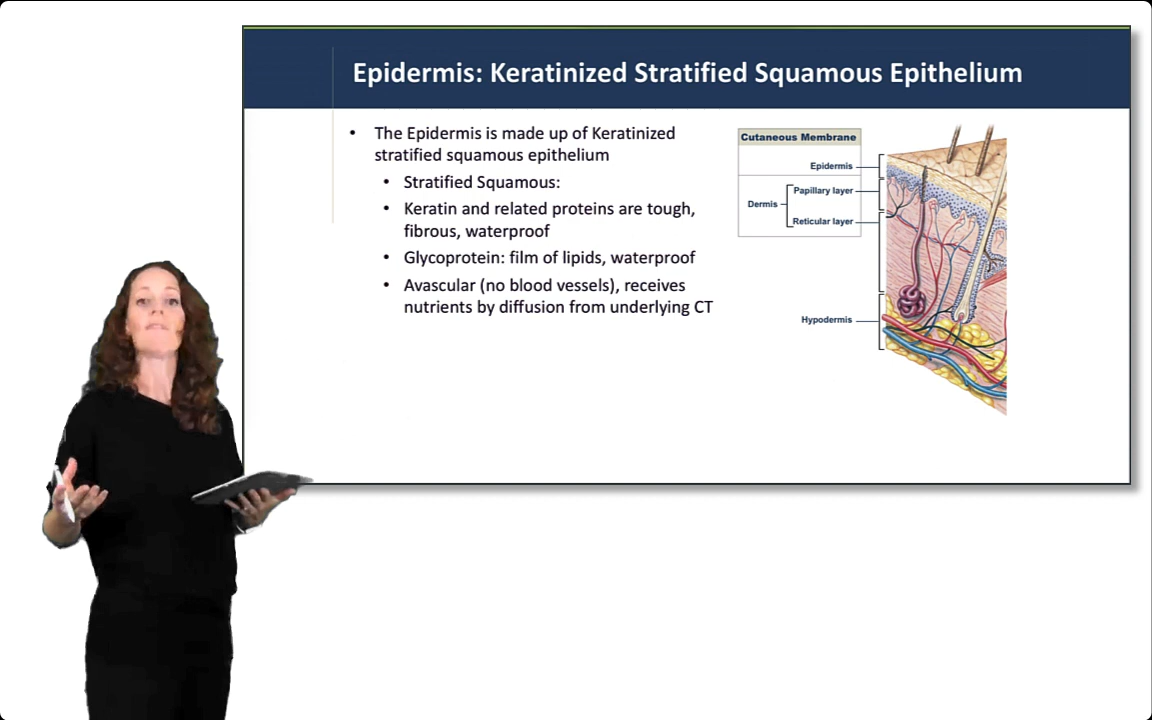 Epidermis: Keratinized Stratified Squamous Epithelium
• The Epidermis is made up of Keratinized
stratified squamous epithelium
• Stratified Squamous:
• Keratin and related proteins are tough,
fibrous, waterproof
• Glycoprotein: film of lipids, waterproof
• Avascular (no blood vessels), receives
nutrients by diffusion from underlying CT
Cutaneous Membrane
Epidermis
Papillary layer
Dermis
Reticular layer
Hypodermis